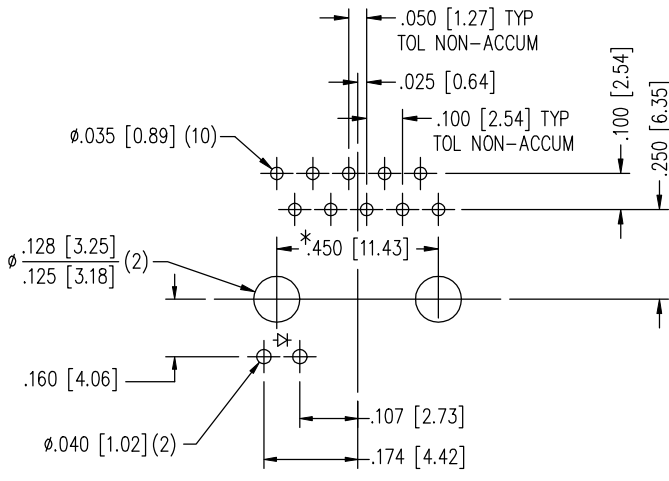 .050 [1.27] TYP
TOL NON-ACCUM
.025 [0.64]
.100 [2.54] TYP
TOL NON-ACCUM
.100 [2.54]
.250 [6.35]
ø.035 [0.89] (10)
*.450 [11.43]
ø .128 [3.25]
.125 [3.18] (2)
.160 [4.06]
.107 [2.73]
ø.040 [1.02] (2)
.174 [4.42]